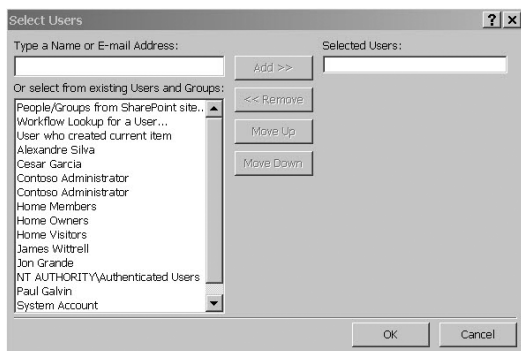 Select Users
Type a Name or E-mail Address:
Selected Users:
Add >>
Or select from existing Users and Groups:
<< Remove
People/Groups from SharePoint site..
Workflow Lookup for a User...
User who created current item
Move Up
Alexandre Silva
Cesar Garcia
Move Down
Contoso Administrator
Contoso Administrator
Home Members
Home Owners
Home Visitors
James Wittrell
Jon Grande
NT AUTHORITY\Authenticated Users
Paul Galvin
System Account
OK
Cancel